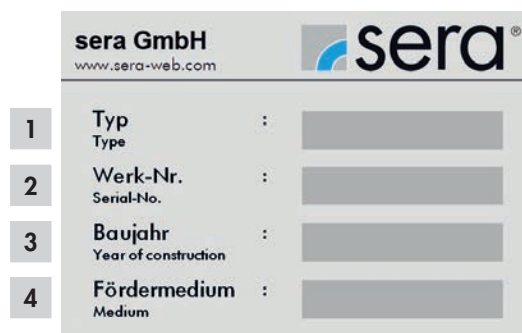 sera GmbH
www.sera-web.com
sera®
1 Typ :
Type
2 Werk-Nr. :
Serial-No.
3 Baujahr :
Year of construction
4 Fördermedium :
Medium